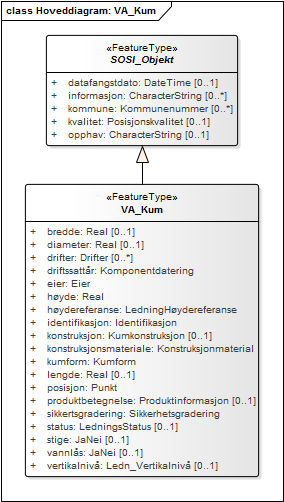 class Hoveddiagram: VA_Kum
«FeatureType»
SOSI_Objekt
+ datafangstdato: DateTime [0..1]
+ informasjon: CharacterString [0..*]
+ kommune: Kommunenummer [0..*]
+ kvalitet: Posisjonskvalitet [0..1]
+ opphav: CharacterString [0..1]
«FeatureType»
VA_Kum
+ bredde: Real [0..1]
+ diameter: Real [0..1]
+ drifter: Drifter [0..*]
+ driftssattår: Komponentdatering
+ eier: Eier
+ høyde: Real
+ høydereferanse: LedningHøydereferanse
+ identifikasjon: Identifikasjon
+ konstruksjon: Kumkonstruksjon [0..1]
+ konstruksjonsmateriale: Konstruksjonmaterial
+ kumform: Kumform
+ lengde: Real [0..1]
+ posisjon: Punkt
+ produktbetegnelse: Produktinformasjon [0..1]
+ sikkertsgradering: Sikkerhetsgradering
+ status: LedningsStatus [0..1]
+ stige: JaNei [0..1]
+ vannlås: JaNei [0..1]
+ vertikalnivå: Ledn_Vertikalnivå [0..1]